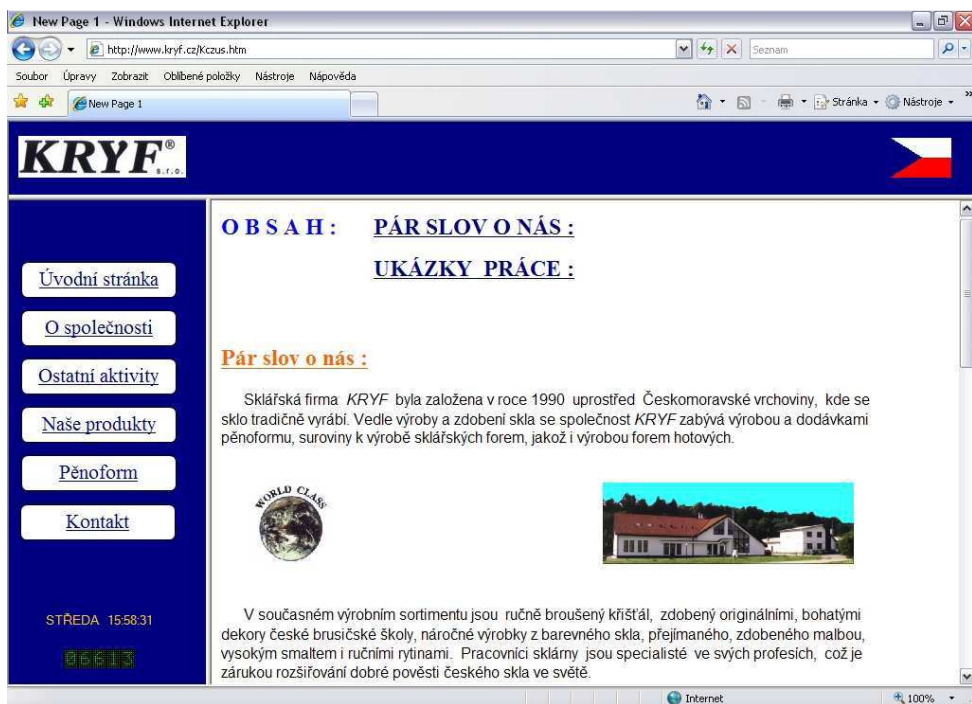 New Page 1 - Windows Internet Explorer
http://www.kryf.cz/Kczus.htm
Seznam
Soubor Úpravy Zobrazit Oblíbené položky Nástroje Nápověda
New Page 1
Stránka
Nástroje
»
KRYF®
s.r.o.
O B S A H : PÁR SLOV O NÁS :
UKÁZKY PRÁCE :
Úvodní stránka
O společnosti
Ostatní aktivity
Naše produkty
Pěnoform
Kontakt
STŘEDA 15:58:31
06613
Pár slov o nás :
Sklářská firma KRYF byla založena v roce 1990 uprostřed Českomoravské vrchoviny, kde se
sklo tradičně vyrábí. Vedle výroby a zdobení skla se společnost KRYF zabývá výrobou a dodávkami
pěnoformu, suroviny k výrobě sklářských forem, jakož i výrobou forem hotových.
WORLD CLASS
V současném výrobním sortimentu jsou ručně broušený křišťál, zdobený originálními, bohatými
dekory české brusičské školy, náročné výrobky z barevného skla, přejímaného, zdobeného malbou,
vysokým smaltem i ručními rytinami. Pracovníci sklárny jsou specialisté ve svých profesích, což je
zárukou rozšiřování dobré pověsti českého skla ve světě.
Internet
100%